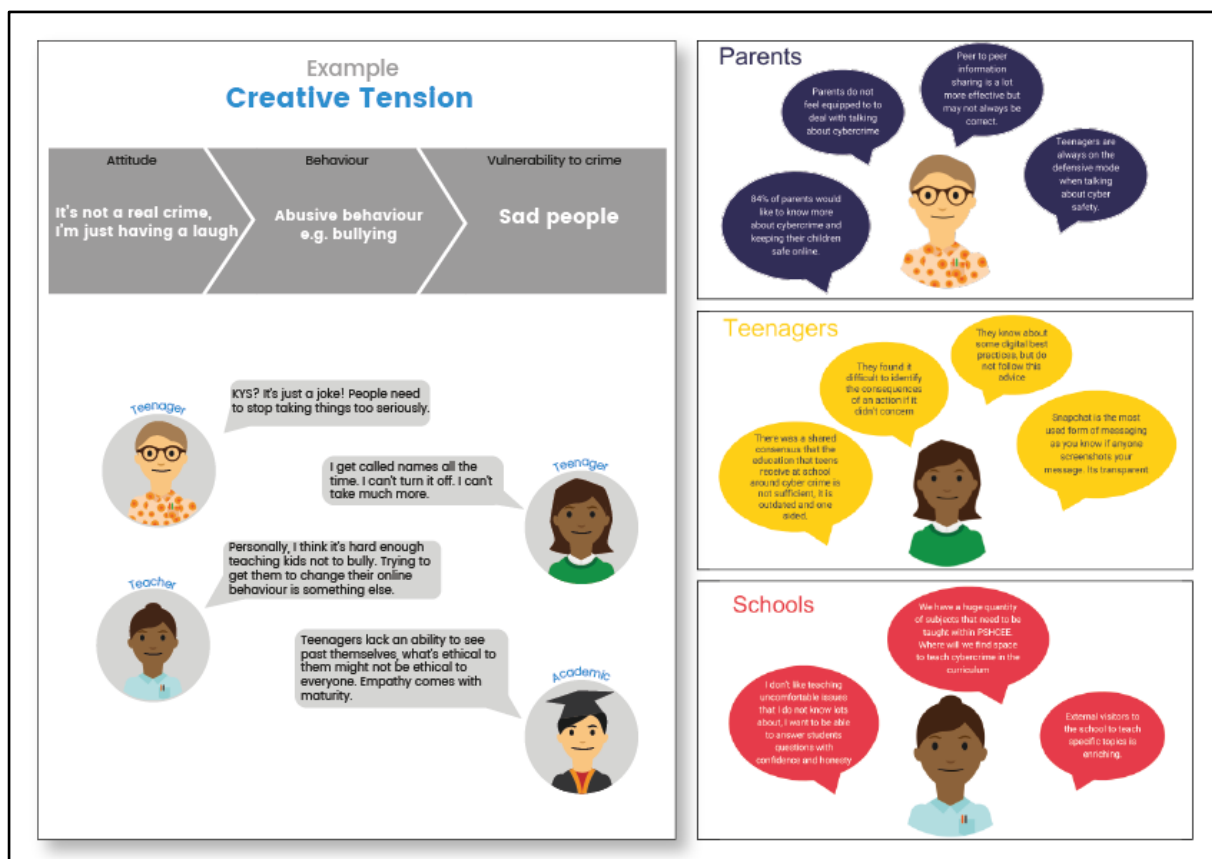 Example
Creative Tension
Attitude
It's not a real crime,
I'm just having a laugh
Behaviour
Abusive behaviour
e.g. bullying
Vulnerability to crime
Sad people
Teenager
KYS? It's just a joke! People need
to stop taking things too seriously.
Teenager
I get called names all the
time. I can't turn it off. I can't
take much more.
Teacher
Personally, I think it's hard enough
teaching kids not to bully. Trying to
get them to change their online
behaviour is something else.
Academic
Teenagers lack an ability to see
past themselves, what's ethical to
them might not be ethical to
everyone. Empathy comes with
maturity.
Parents
84% of parents would
like to know more
about cybercrime and
keeping their children
safe online.
Parents do not
feel equipped to to
deal with talking
about cybercrime
Peer to peer
information
sharing is a lot
more effective but
may not always be
correct.
Teenagers are
always on the
defensive mode
when talking
about cyber
safety.
Teenagers
There was a shared
consensus that the
education that teens
receive at school
around cyber crime is
not sufficient, it is
outdated and one
sided.
They found it
difficult to identify
the consequences
of an action if it
didn't concern
They know about
some digital best
practices, but do
not follow this
advice
Snapchat is the most
used form of messaging
as you know if anyone
screenshots your
message. Its transparent
Schools
I don't like teaching
uncomfortable issues
that I do not know lots
about, I want to be able
to answer students
questions with
confidence and honesty
We have a huge quantity
of subjects that need to be
taught within PSHCEE.
Where will we find space
to teach cybercrime in the
curriculum
External visitors to
the school to teach
specific topics is
enriching.